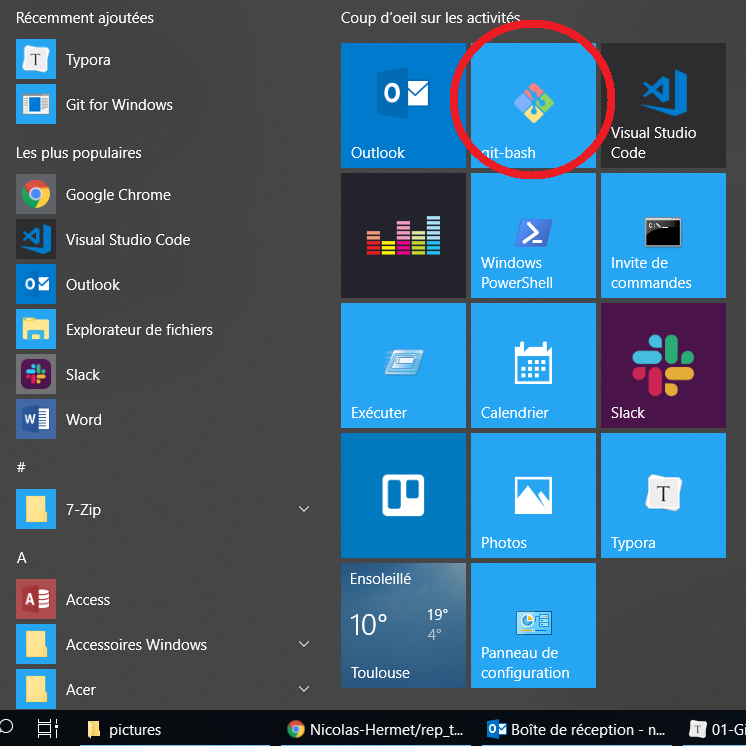 Récemment ajoutées
Typora
Git for Windows
Les plus populaires
Google Chrome
Visual Studio Code
Outlook
Explorateur de fichiers
Slack
Word
#
7-Zip
A
Access
Accessoires Windows
Acer
Coup d'oeil sur les activités
Outlook
git-bash
Visual Studio
Code
Windows
PowerShell
C:\>_
Invite de
commandes
Exécuter
Calendrier
Slack
Photos
T
Typora
Ensoleillé
10°
19°
4°
Toulouse
Panneau de
configuration
pictures
Nicolas-Hermet/rep_t...
Boîte de réception - n...
01-Gi